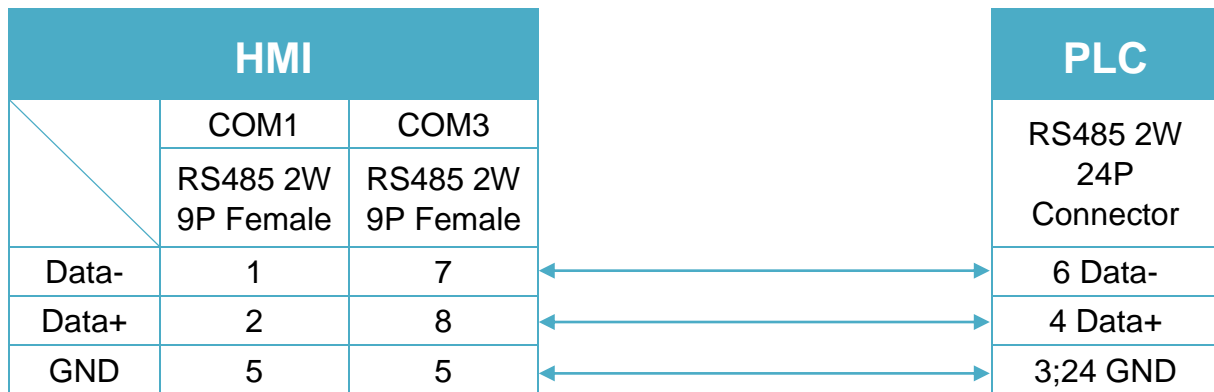 HMI
PLC
COM1
COM3
RS485 2W
9P Female
RS485 2W
9P Female
RS485 2W
24P
Connector
Data-
1
7
6 Data-
Data+
2
8
4 Data+
GND
5
5
3;24 GND